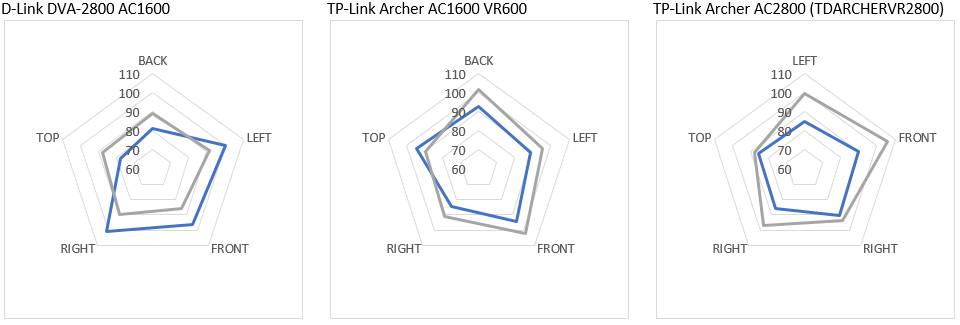 D-Link DVA-2800 AC1600
TP-Link Archer AC1600 VR600
TP-Link Archer AC2800 (TDARCHERVR2800)
BACK
110
100
90
80
70
60
TOP
LEFT
RIGHT
FRONT
BACK
110
100
90
80
70
60
TOP
LEFT
RIGHT
FRONT
LEFT
110
100
90
80
70
60
TOP
FRONT
RIGHT
RIGHT